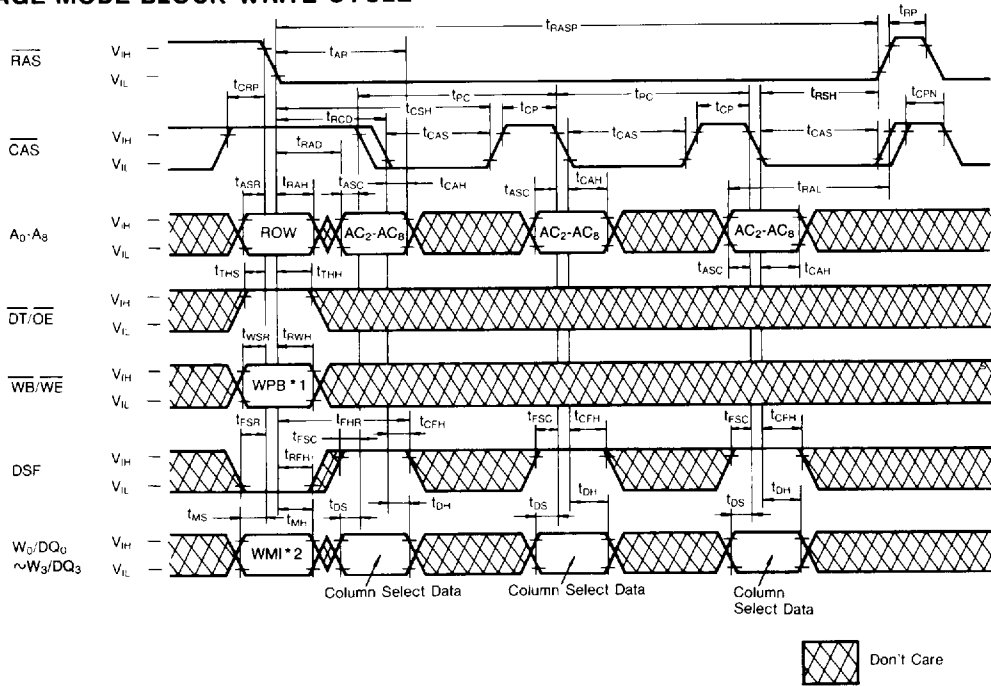 PAGE MODE BLOCK WRITE CYCLE
tRASP tRP
tAR
RAS VIH VIL
tCRP tPC tPC tRSH tCPN
tCSH tCP tCP
tRCD
CAS VIH VIL
tCAS tCAS tCAS
tRAD
tASR tRAH tASC tCAH tASC tCAH tRAL
A0-A8 VIH VIL
ROW AC2-AC8 AC2-AC8 AC2-AC8
tTHS tTHH tASC tCAH
DT/OE VIH VIL
tWSR tRWH
WB/WE VIH VIL
WPB*1
tFSR tFHR tCFH tFSC tCFH tFSC tCFH
tFSC
tRFH
DSF VIH VIL
tMS tMH tDS tDH tDS tDH tDS tDH
W0/DQ0 ~W3/DQ3 VIH VIL
WMI*2
Column Select Data Column Select Data Column Select Data
Don't Care